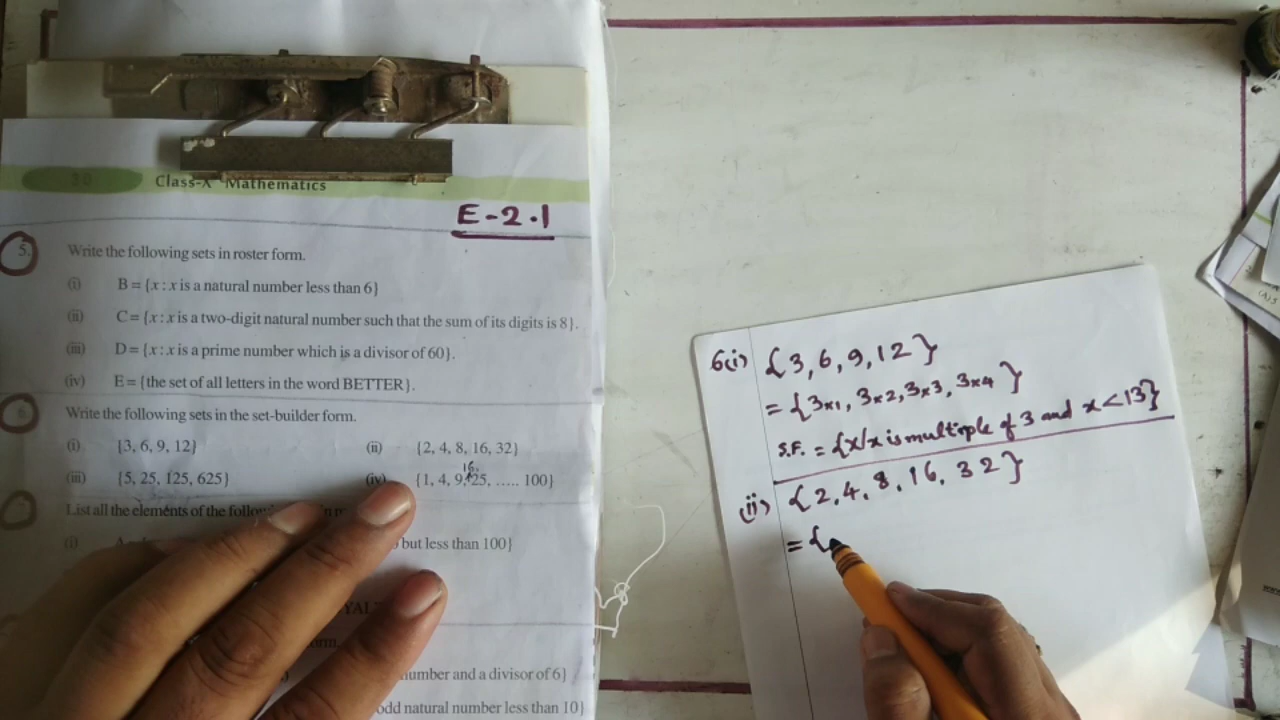 30 Class-X Mathematics
E-2.1
5. Write the following sets in roster form.
(i) B = {x : x is a natural number less than 6}
(ii) C = {x : x is a two-digit natural number such that the sum of its digits is 8}.
(iii) D = {x : x is a prime number which is a divisor of 60}.
(iv) E = {the set of all letters in the word BETTER}.
6. Write the following sets in the set-builder form.
(i) {3, 6, 9, 12} (ii) {2, 4, 8, 16, 32}
(iii) {5, 25, 125, 625} (iv) {1, 4, 9, 16, 25, ..... 100}
List all the elements of the
(i) but less than 100}
number and a divisor of 6}
odd natural number less than 10}
6(i) {3, 6, 9, 12}
= {3×1, 3×2, 3×3, 3×4}
S.F. = {x/x is multiple of 3 and x < 13}
(ii) {2, 4, 8, 16, 32}
= {